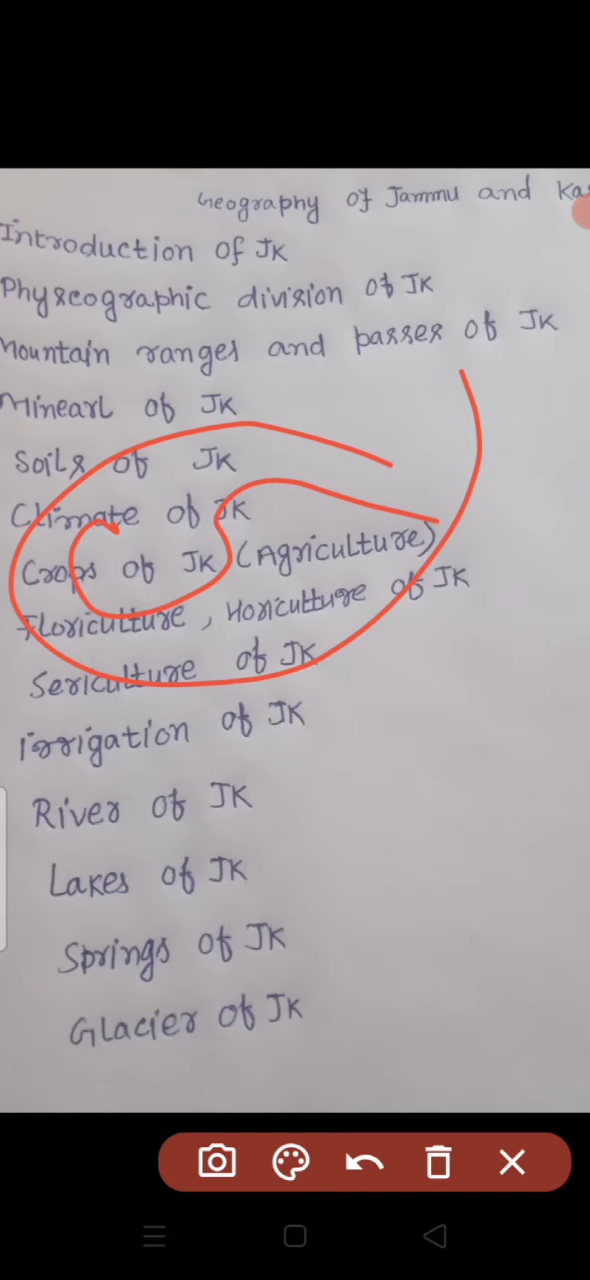 Geography of Jammu and Ka
Introduction of JK
Physeographic division of JK
Mountain ranges and passes of JK
Minearl of JK
Soils of JK
Climate of JK
Crops of JK (Agriculture)
Floriculture, Horiculture of JK
Sericulture of JK
irrigation of JK
River of JK
Lakes of JK
Springs of JK
Glacier of JK